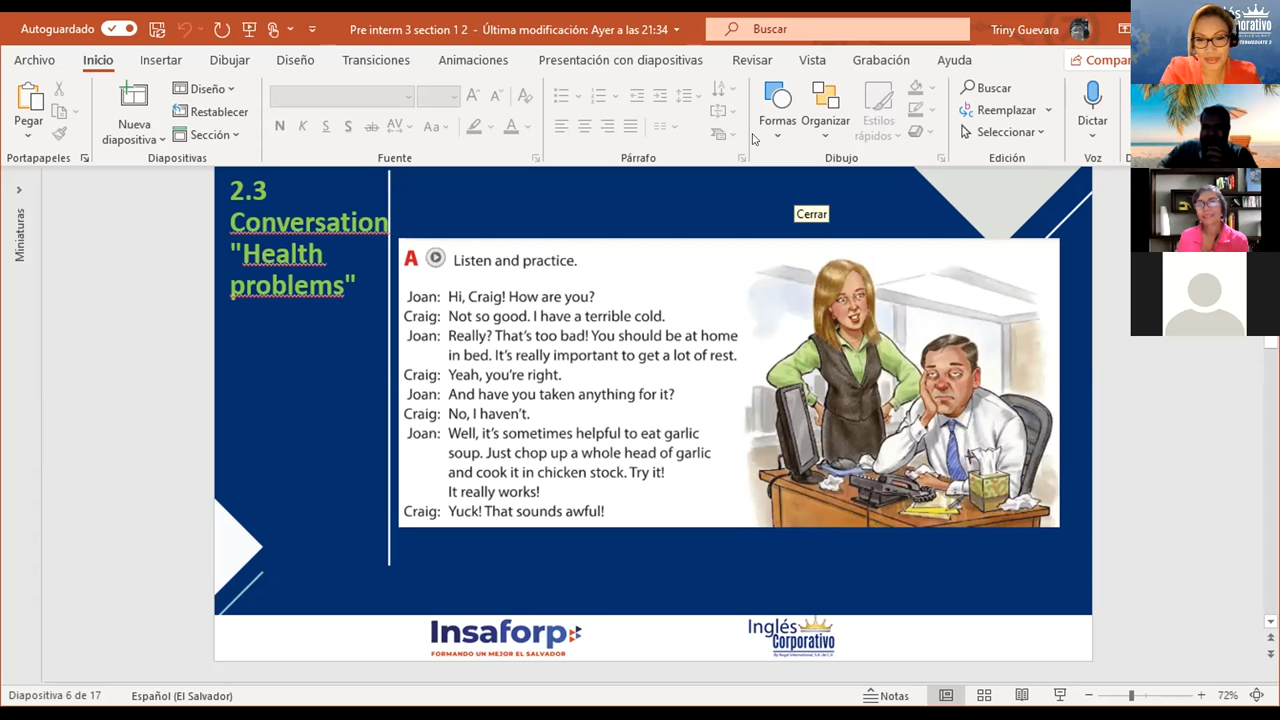 Autoguardado
Pre interm 3 section 1 2 - Última modificación: Ayer a las 21:34
Buscar
Triny Guevara
Archivo
Inicio
Insertar
Dibujar
Diseño
Transiciones
Animaciones
Presentación con diapositivas
Revisar
Vista
Grabación
Ayuda
Compar
Pegar
Portapapeles
Nueva
diapositiva
Diseño
Restablecer
Sección
Diapositivas
N K S S ab AV Aa A A A
Fuente
Párrafo
Formas
Organizar
Estilos
rápidos
Dibujo
Buscar
Reemplazar
Seleccionar
Edición
Dictar
Voz
Miniaturas
2.3
Conversation
"Health
problems"
Cerrar
A Listen and practice.
Joan: Hi, Craig! How are you?
Craig: Not so good. I have a terrible cold.
Joan: Really? That's too bad! You should be at home
in bed. It's really important to get a lot of rest.
Craig: Yeah, you're right.
Joan: And have you taken anything for it?
Craig: No, I haven't.
Joan: Well, it's sometimes helpful to eat garlic
soup. Just chop up a whole head of garlic
and cook it in chicken stock. Try it!
It really works!
Craig: Yuck! That sounds awful!
Insaforp
FORMANDO UN MEJOR EL SALVADOR
Inglés
Corporativo
Diapositiva 6 de 17
Español (El Salvador)
Notas
72%
Inglés
Corporativo